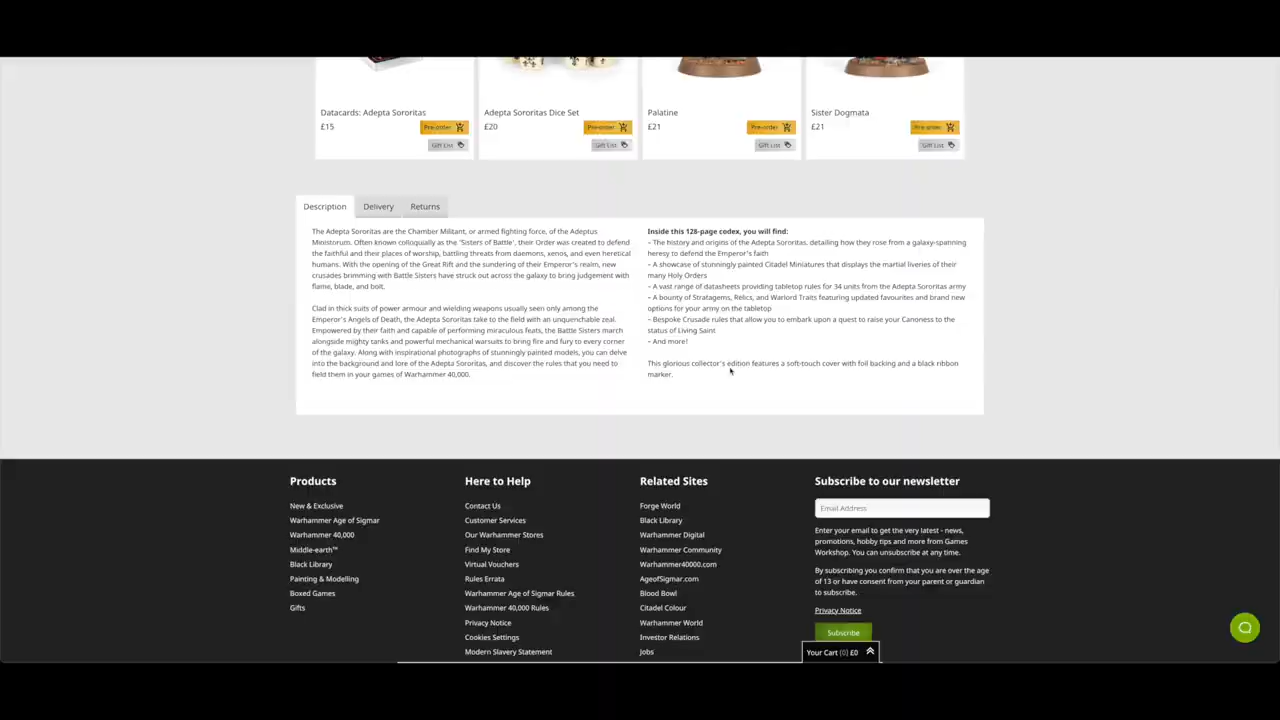 Datacards: Adepta Sororitas
£15
Pre-order
Gift List
Adepta Sororitas Dice Set
£20
Pre-order
Gift List
Palatine
£21
Pre-order
Gift List
Sister Dogmata
£21
Pre-order
Gift List
Description
Delivery
Returns
The Adepta Sororitas are the Chamber Militant, or armed fighting force, of the Adeptus
Ministorum. Often known colloquially as the 'Sisters of Battle', their Order was created to defend
the faithful and their places of worship, battling threats from daemons, xenos, and even heretical
humans. With the opening of the Great Rift and the sundering of their Emperor's realm, new
crusades brimming with Battle Sisters have struck out across the galaxy to bring judgement with
flame, blade, and bolt.
Clad in thick suits of power armour and wielding weapons usually seen only among the
Emperor's Angels of Death, the Adepta Sororitas take to the field with an unquenchable zeal.
Empowered by their faith and capable of performing miraculous feats, the Battle Sisters march
alongside mighty tanks and powerful mechanical warsuits to bring fire and fury to every corner
of the galaxy. Along with inspirational photographs of stunningly painted models, you can delve
into the background and lore of the Adepta Sororitas, and discover the rules that you need to
field them in your games of Warhammer 40,000.
Inside this 128-page codex, you will find:
– The history and origins of the Adepta Sororitas, detailing how they rose from a galaxy-spanning
heresy to defend the Emperor's faith
– A showcase of stunningly painted Citadel Miniatures that displays the martial liveries of their
many Holy Orders
– A vast range of datasheets providing tabletop rules for 34 units from the Adepta Sororitas army
– A bounty of Stratagems, Relics, and Warlord Traits featuring updated favourites and brand new
options for your army on the tabletop
– Bespoke Crusade rules that allow you to embark upon a quest to raise your Canoness to the
status of Living Saint
– And more!
This glorious collector's edition features a soft-touch cover with foil backing and a black ribbon
marker.
Products
New & Exclusive
Warhammer Age of Sigmar
Warhammer 40,000
Middle-earth™
Black Library
Painting & Modelling
Boxed Games
Gifts
Here to Help
Contact Us
Customer Services
Our Warhammer Stores
Find My Store
Virtual Vouchers
Rules Errata
Warhammer Age of Sigmar Rules
Warhammer 40,000 Rules
Privacy Notice
Cookies Settings
Modern Slavery Statement
Related Sites
Forge World
Black Library
Warhammer Digital
Warhammer Community
Warhammer40000.com
AgeofSigmar.com
Blood Bowl
Citadel Colour
Warhammer World
Investor Relations
Jobs
Subscribe to our newsletter
Email Address
Enter your email to get the very latest - news,
promotions, hobby tips and more from Games
Workshop. You can unsubscribe at any time.
By subscribing you confirm that you are over the age
of 13 or have consent from your parent or guardian
to subscribe.
Privacy Notice
Subscribe
Your Cart (0) £0